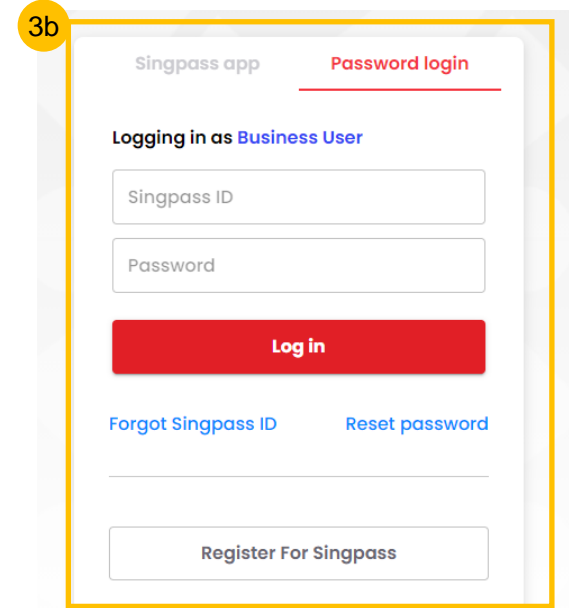 3b
Singpass app Password login
Logging in as Business User
Singpass ID
Password
Log in
Forgot Singpass ID Reset password
Register For Singpass